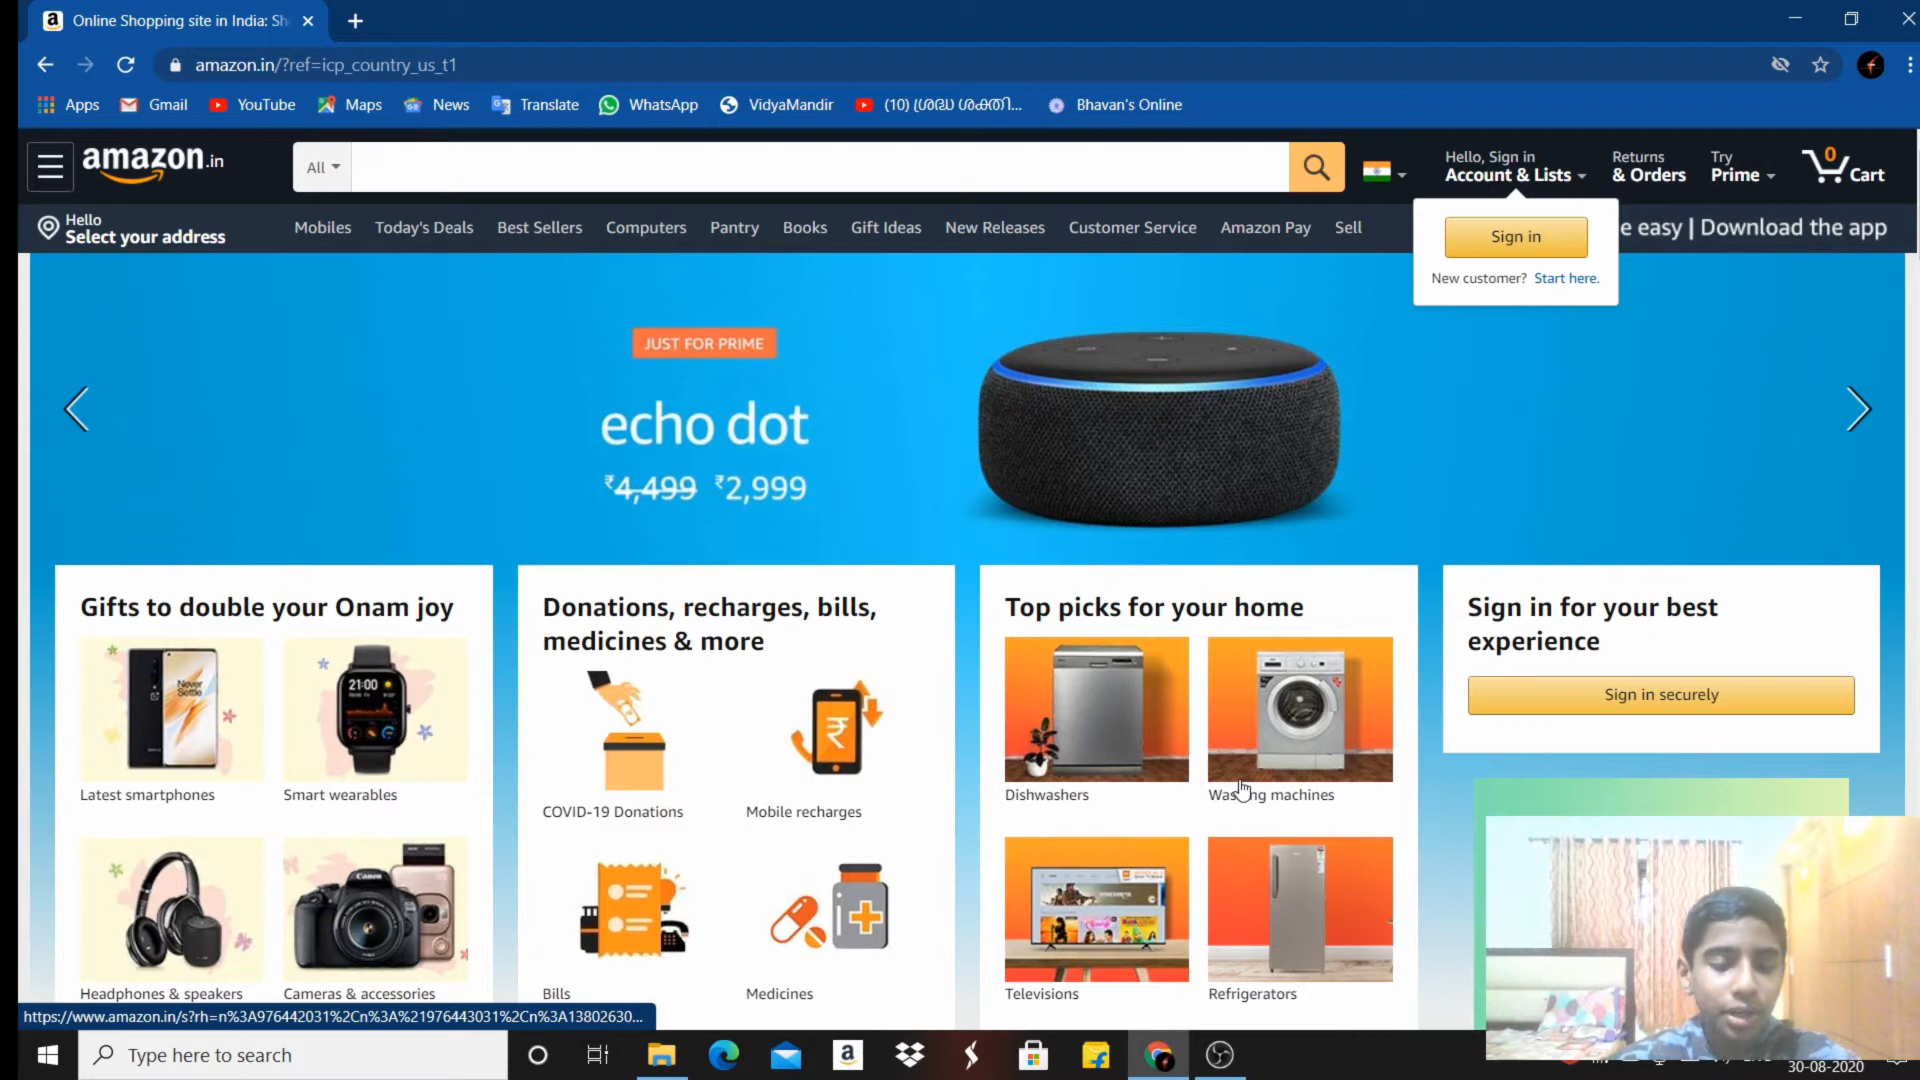 Online Shopping site in India: Sh
amazon.in/?ref=icp_country_us_t1
Apps
Gmail
YouTube
Maps
News
Translate
WhatsApp
VidyaMandir
Bhavan's Online
amazon.in
All
Hello, Sign in
Account & Lists
Returns
& Orders
Try
Prime
0
Cart
Hello
Select your address
Mobiles
Today's Deals
Best Sellers
Computers
Pantry
Books
Gift Ideas
New Releases
Customer Service
Amazon Pay
Sell
e easy | Download the app
Sign in
New customer? Start here.
JUST FOR PRIME
echo dot
₹4,499 ₹2,999
Gifts to double your Onam joy
Never
Settle
21:00
Latest smartphones
Smart wearables
Canon
Headphones & speakers
Cameras & accessories
Donations, recharges, bills,
medicines & more
COVID-19 Donations
Mobile recharges
Bills
Medicines
Top picks for your home
Dishwashers
Washing machines
Televisions
Refrigerators
Sign in for your best
experience
Sign in securely
https://www.amazon.in/s?rh=n%3A976442031%2Cn%3A%21976443031%2Cn%3A13802630...
Type here to search
30-08-2020